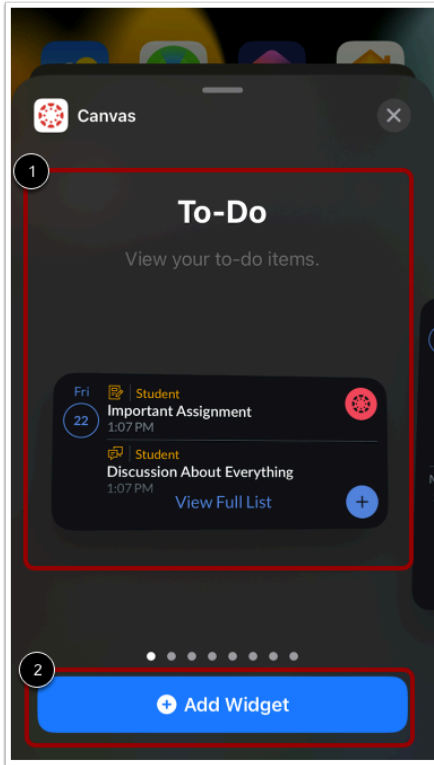 Canvas
1
To-Do
View your to-do items.
Fri
22
Student
Important Assignment
1:07 PM
Student
Discussion About Everything
1:07 PM
View Full List
2
Add Widget